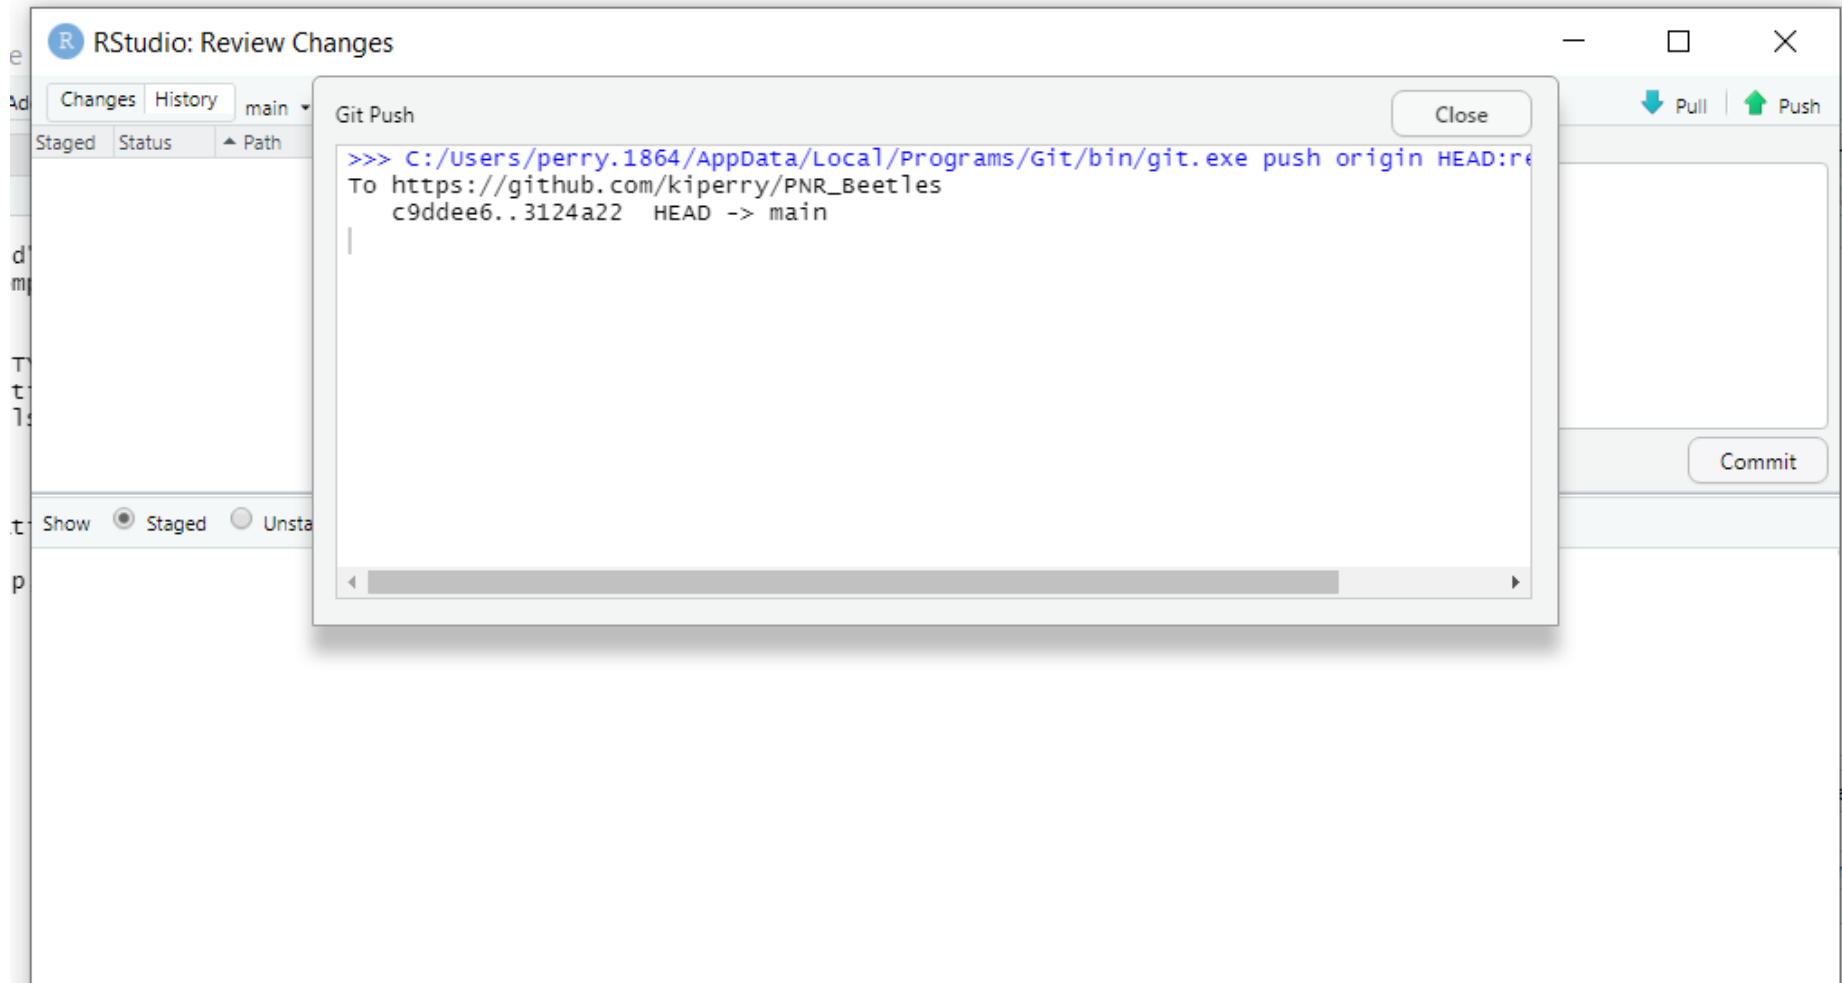 RStudio: Review Changes
Changes History main
Pull Push
Staged Status Path
Git Push
Close
>>> C:/Users/perry.1864/AppData/Local/Programs/Git/bin/git.exe push origin HEAD:re
To https://github.com/kiperry/PNR_Beetles
c9ddee6..3124a22 HEAD -> main
Commit
Show Staged Unsta